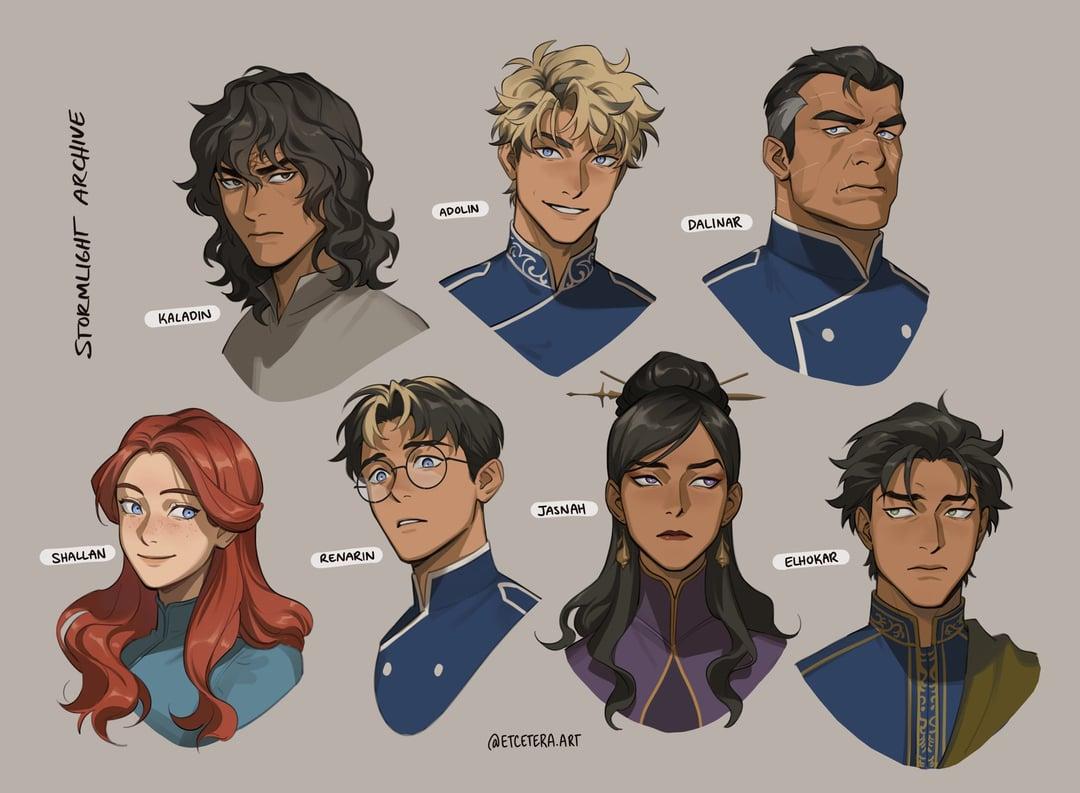 STORMLIGHT ARCHIVE
KALADIN
ADOLIN
DALINAR
SHALLAN
RENARIN
JASNAH
ELHOKAR
@ETCETERA.ART